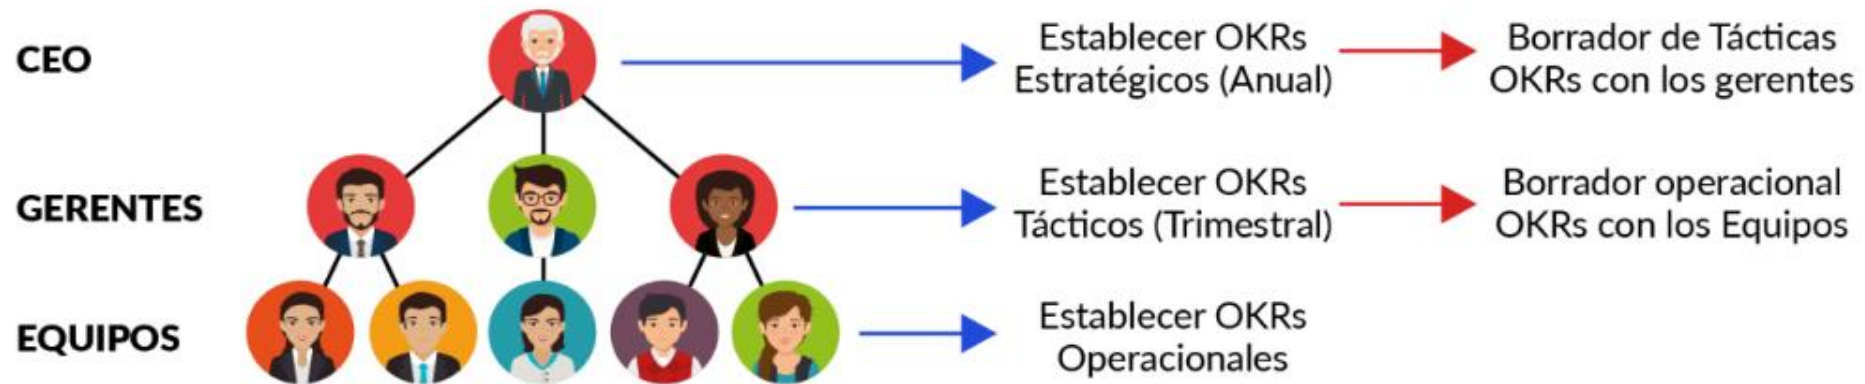 CEO
Establecer OKRs
Estratégicos (Anual)
Borrador de Tácticas
OKRs con los gerentes
GERENTES
Establecer OKRs
Tácticos (Trimestral)
Borrador operacional
OKRs con los Equipos
EQUIPOS
Establecer OKRs
Operacionales